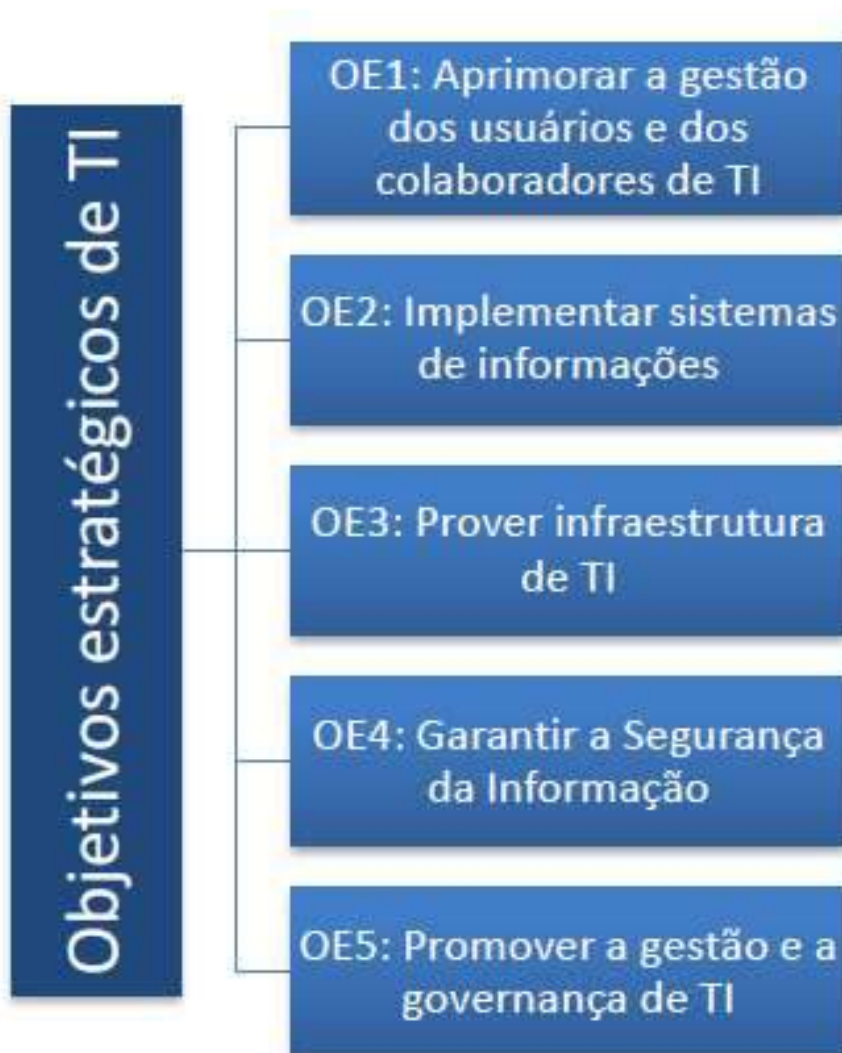 Objetivos estratégicos de TI
OE1: Aprimorar a gestão
dos usuários e dos
colaboradores de TI
OE2: Implementar sistemas
de informações
OE3: Prover infraestrutura
de TI
OE4: Garantir a Segurança
da Informação
OE5: Promover a gestão e a
governança de TI